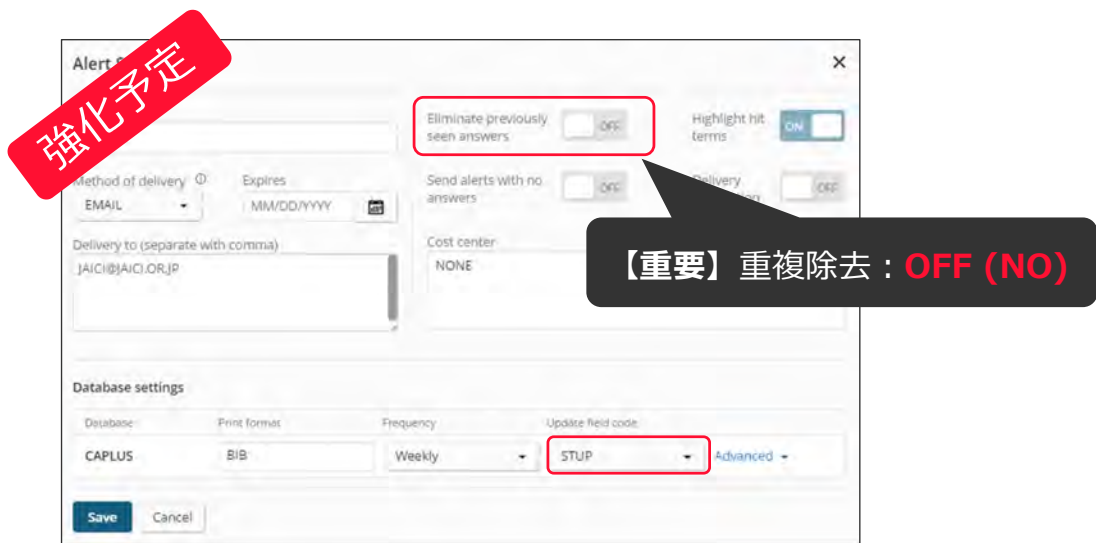 強化予定
Alert
Eliminate previously
seen answers
OFF
Highlight hit
terms
ON
Method of delivery
Expires
Send alerts with no
answers
OFF
Delivery
OFF
EMAIL
MM/DD/YYYY
Delivery to (separate with comma)
Cost center
JAICI@JAICI.OR.JP
NONE
【重要】重複除去：OFF (NO)
Database settings
Database
Print format
Frequency
Update field code
CAPLUS
BIB
Weekly
STUP
Advanced
Save
Cancel